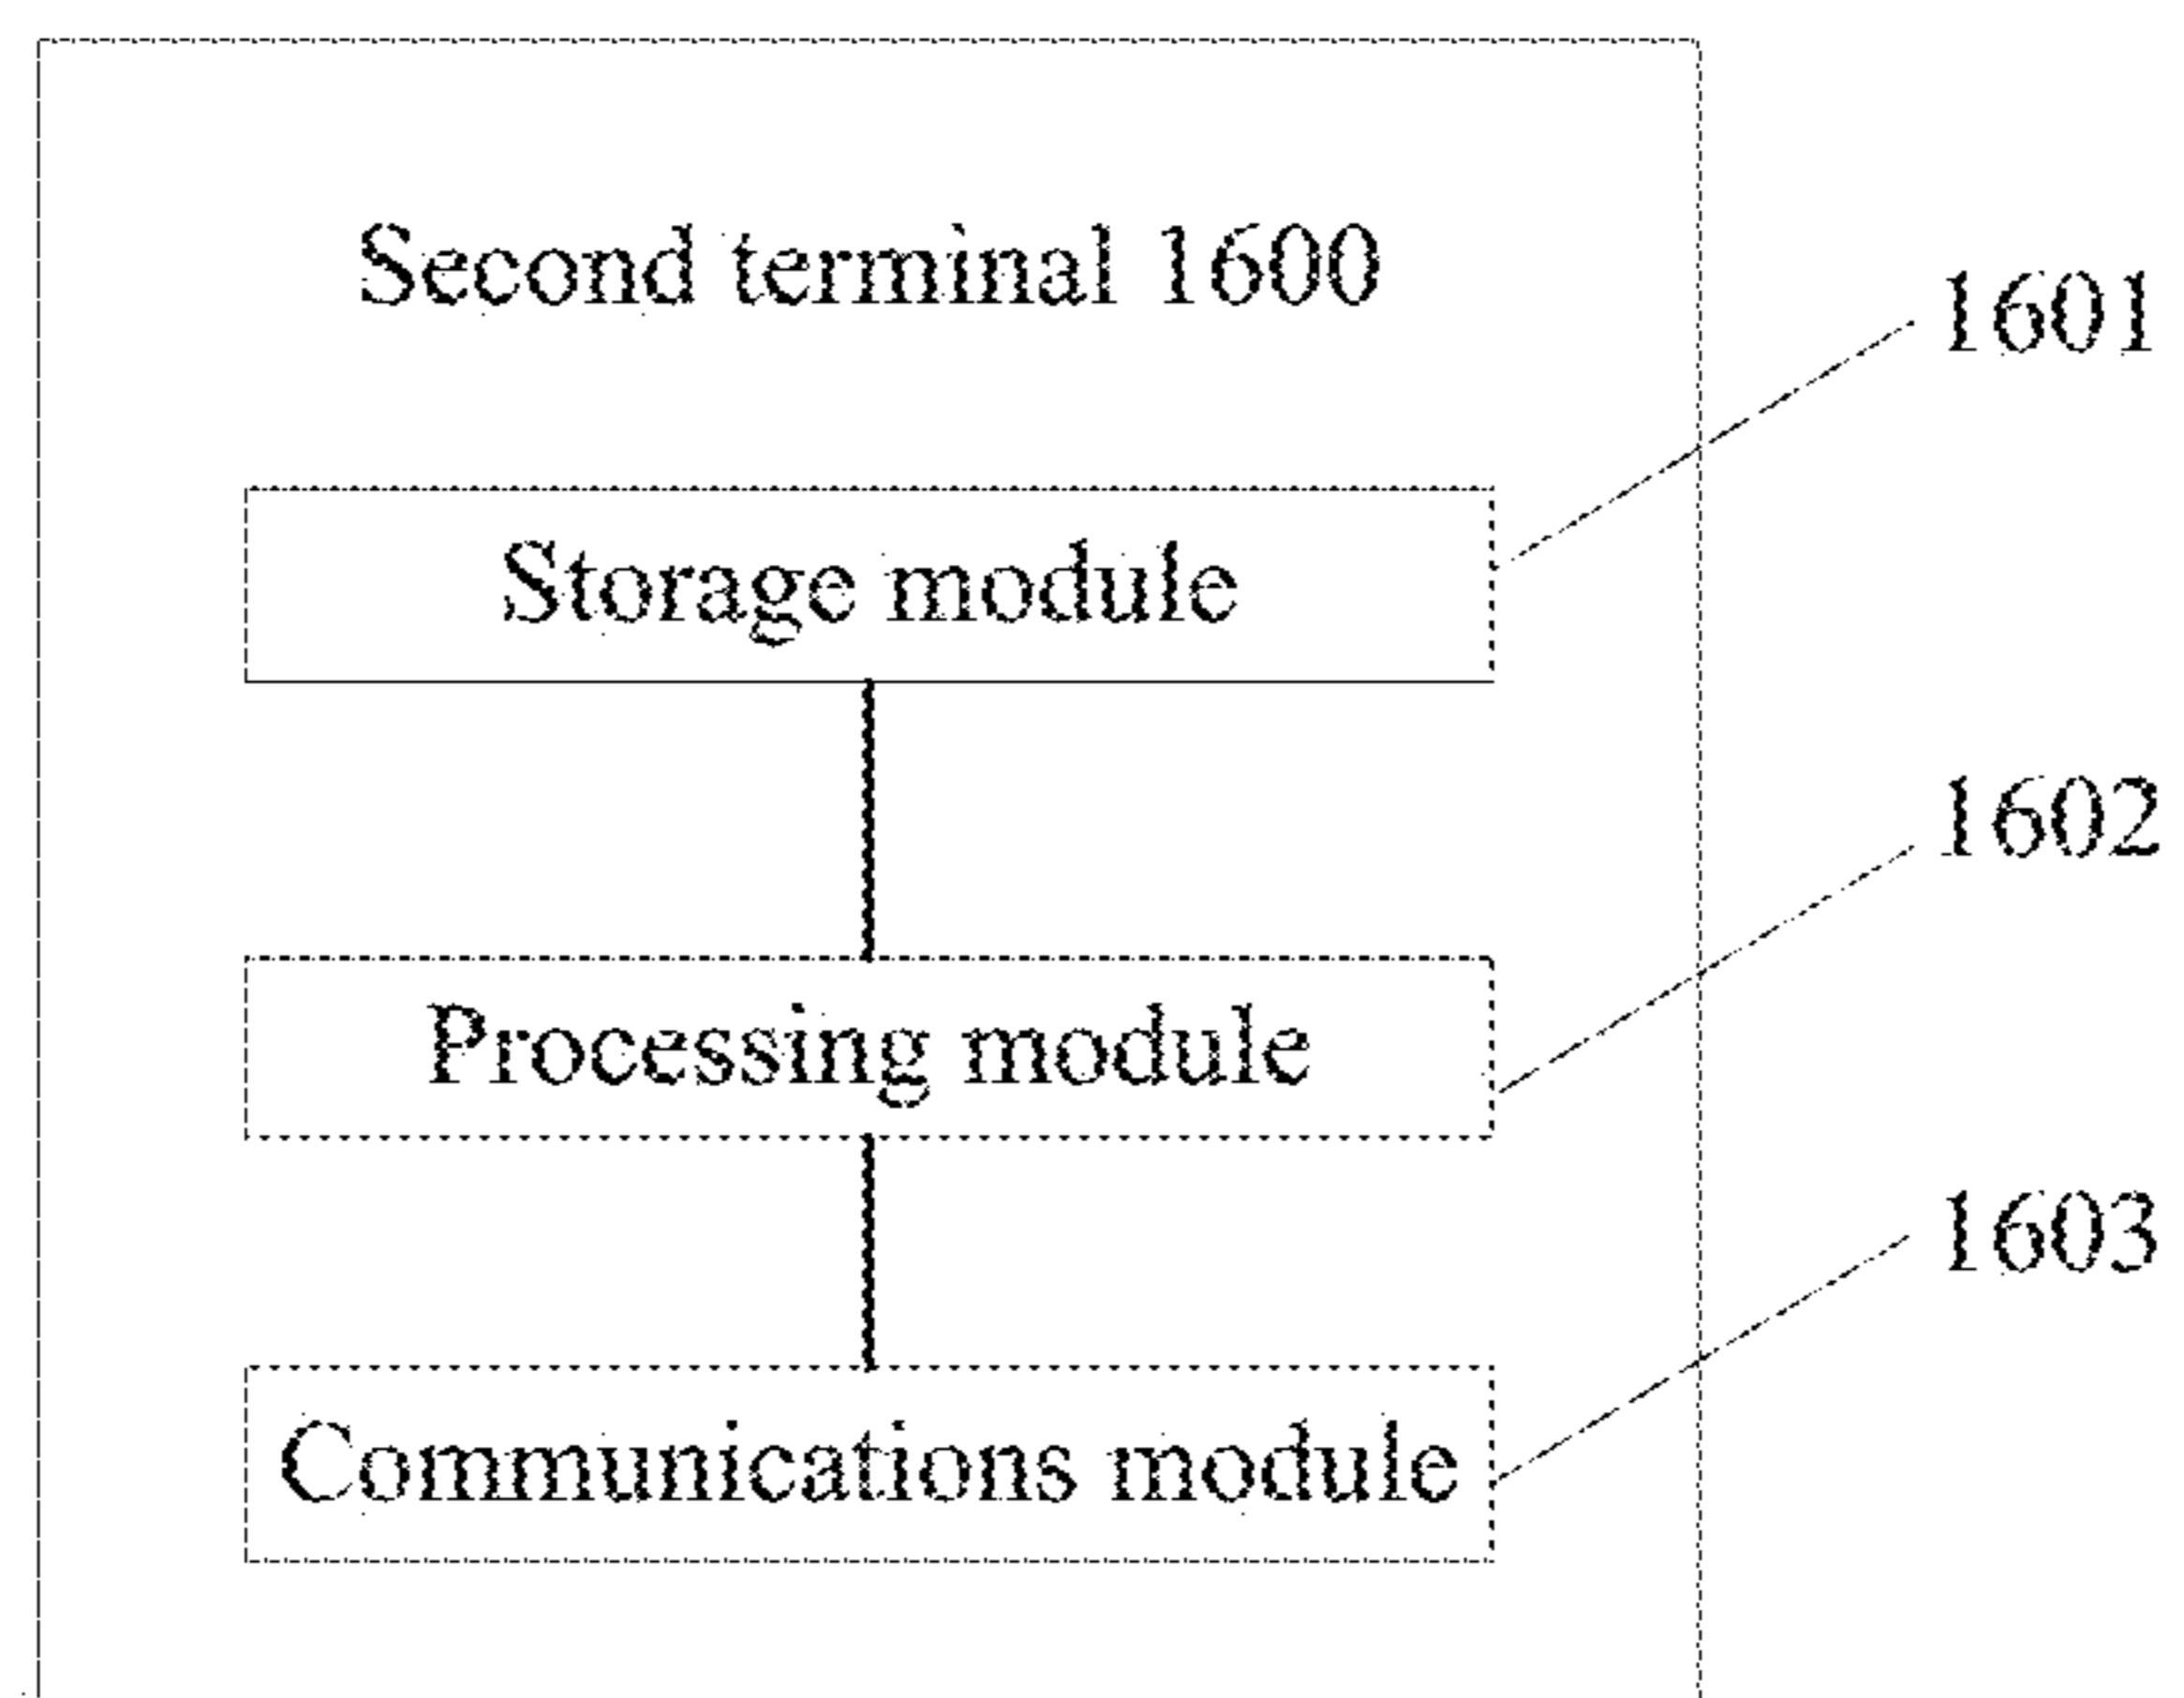 Second terminal 1600
1601
Storage module
1602
Processing module
1603
Communications module